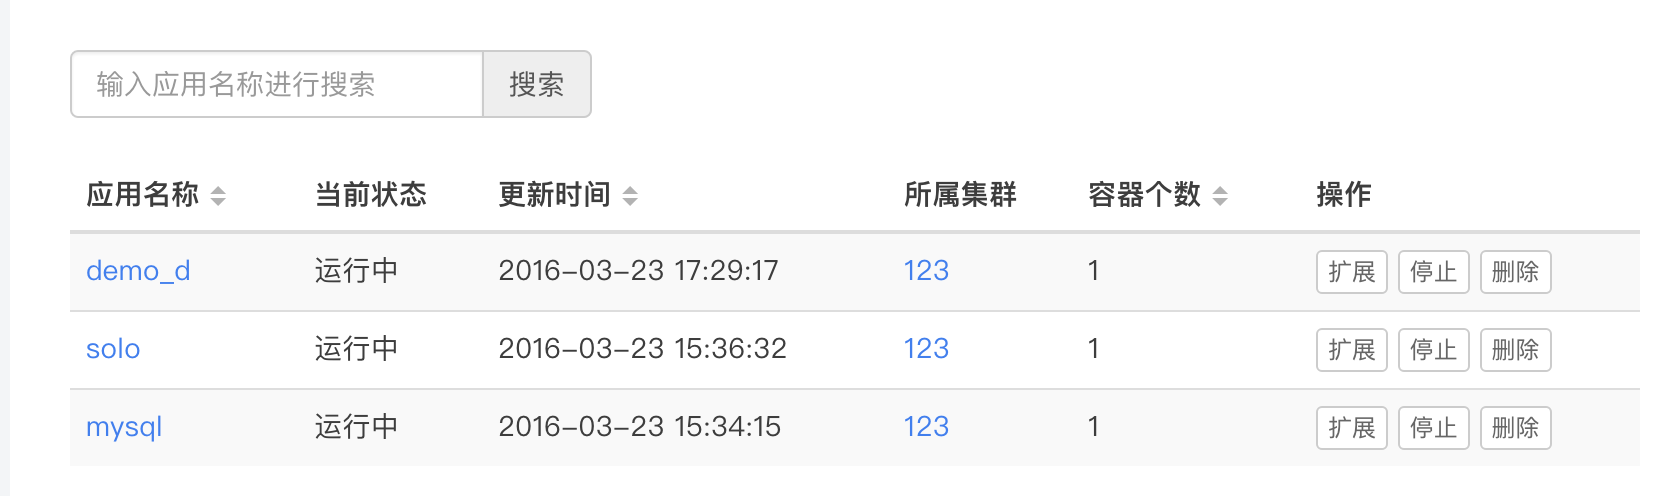 输入应用名称进行搜索 搜索
应用名称 当前状态 更新时间 所属集群 容器个数 操作
demo_d 运行中 2016-03-23 17:29:17 123 1 扩展 停止 删除
solo 运行中 2016-03-23 15:36:32 123 1 扩展 停止 删除
mysql 运行中 2016-03-23 15:34:15 123 1 扩展 停止 删除